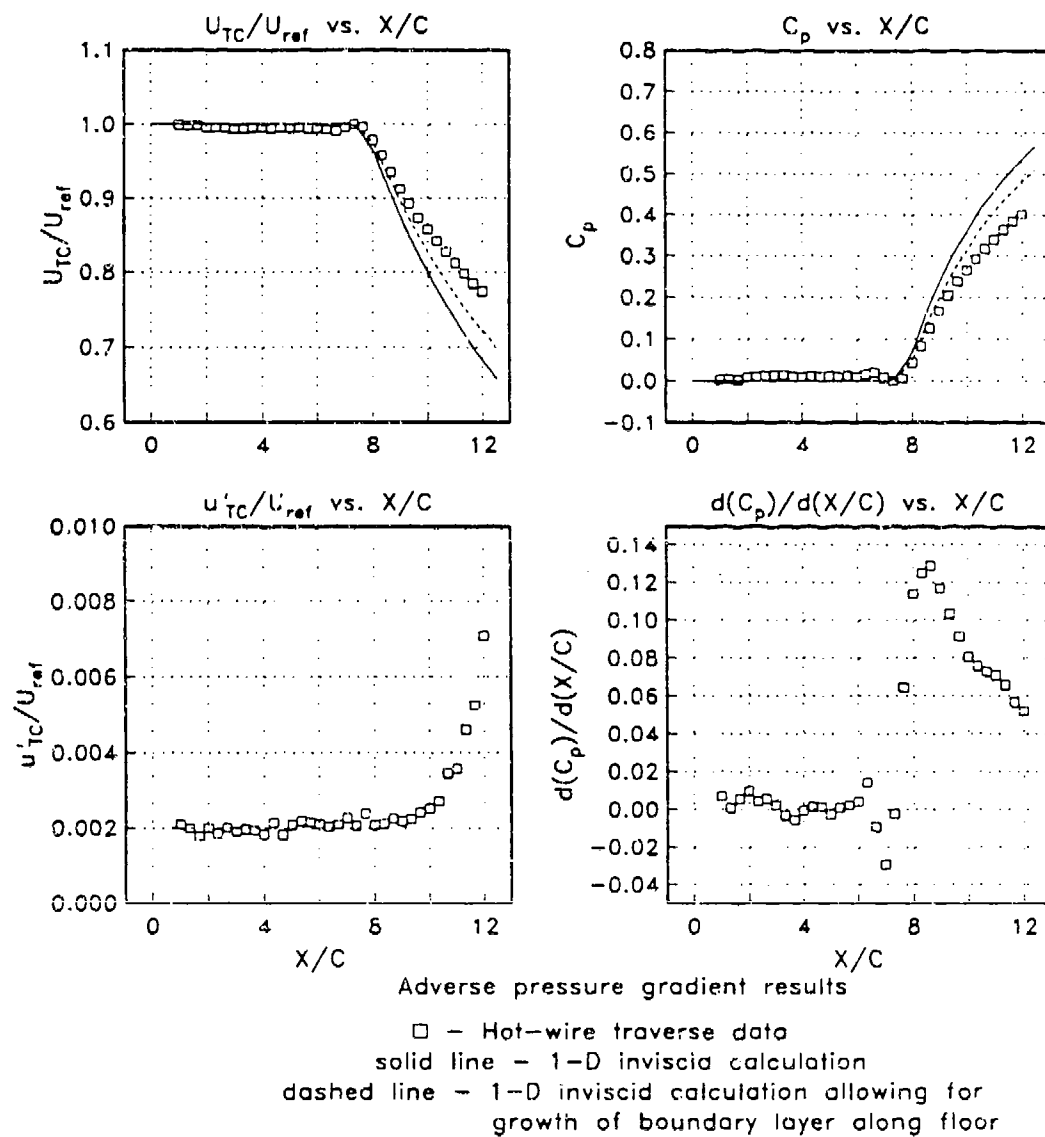 U_TC/U_ref vs. X/C
1.1
1.0
0.9
0.8
0.7
0.6
U_TC/U_ref
0 4 8 12
C_p vs. X/C
0.8
0.7
0.6
0.5
0.4
0.3
0.2
0.1
0.0
-0.1
C_p
0 4 8 12
u'_TC/U_ref vs. X/C
0.010
0.008
0.006
0.004
0.002
0.000
u'_TC/U_ref
0 4 8 12
X/C
d(C_p)/d(X/C) vs. X/C
0.14
0.12
0.10
0.08
0.06
0.04
0.02
0.00
-0.02
-0.04
d(C_p)/d(X/C)
0 4 8 12
X/C
Adverse pressure gradient results
□ - Hot-wire traverse data
solid line - 1-D inviscid calculation
dashed line - 1-D inviscid calculation allowing for
growth of boundary layer along floor